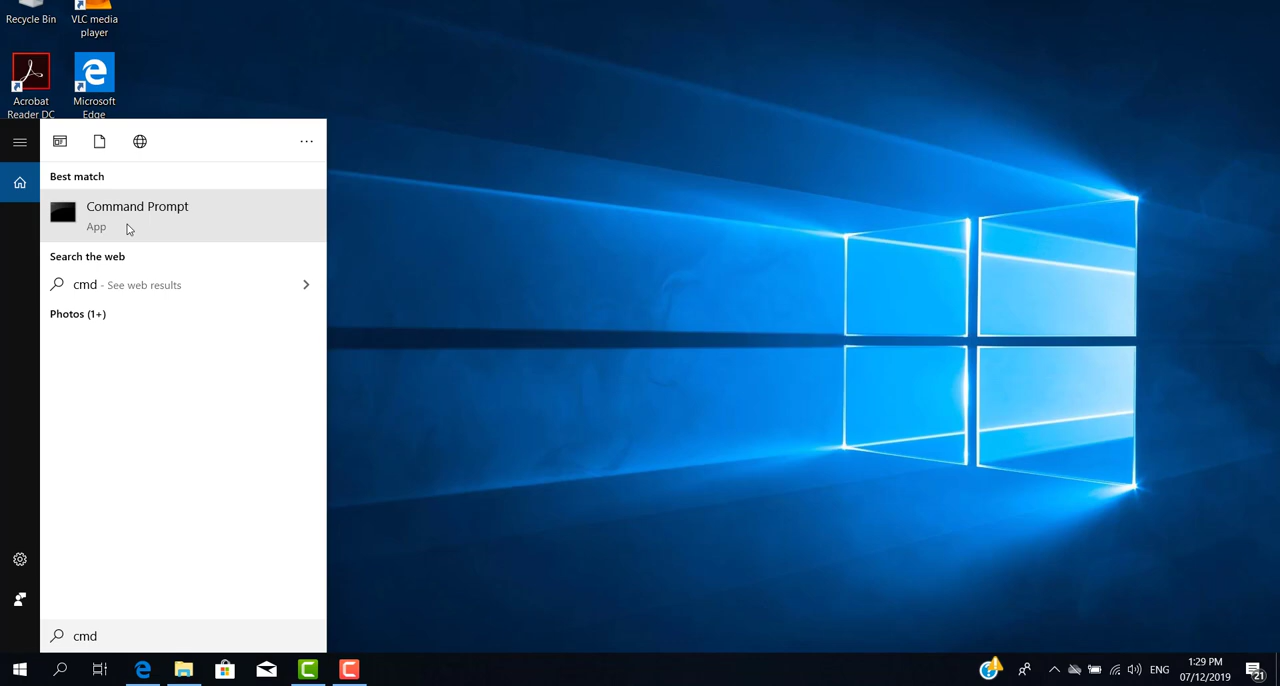 Recycle Bin
VLC media
player
Acrobat
Reader DC
Microsoft
Edge
Best match
Command Prompt
App
Search the web
cmd - See web results
Photos (1+)
cmd
ENG
1:29 PM
07/12/2019
21